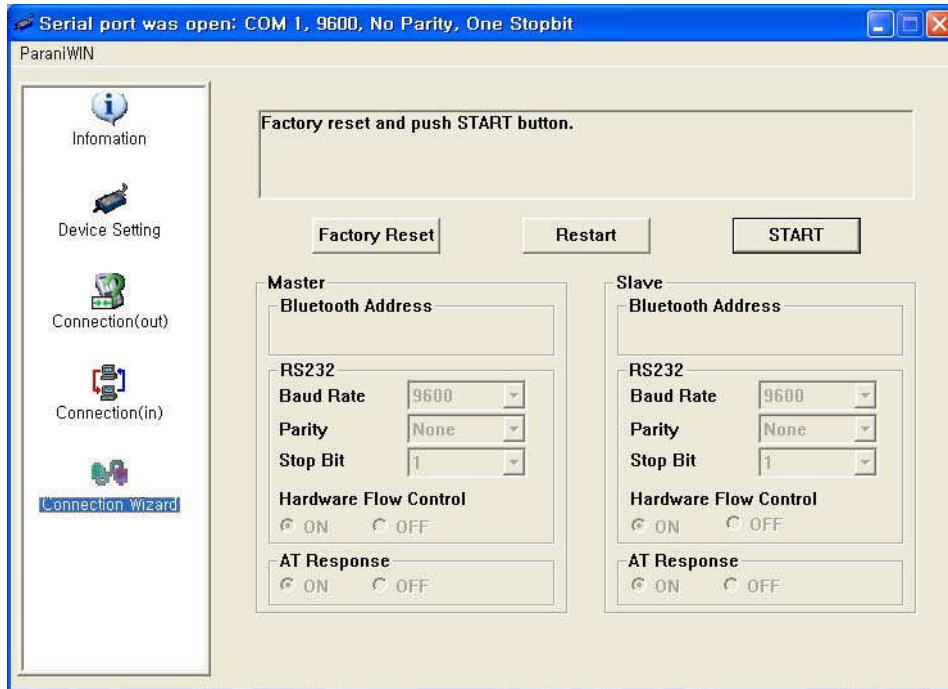 Serial port was open: COM 1, 9600, No Parity, One Stopbit
ParaniWIN
Infomation
Device Setting
Connection(out)
Connection(in)
Connection Wizard
Factory reset and push START button.
Factory Reset
Restart
START
Master
Bluetooth Address
RS232
Baud Rate 9600
Parity None
Stop Bit 1
Hardware Flow Control
ON OFF
AT Response
ON OFF
Slave
Bluetooth Address
RS232
Baud Rate 9600
Parity None
Stop Bit 1
Hardware Flow Control
ON OFF
AT Response
ON OFF